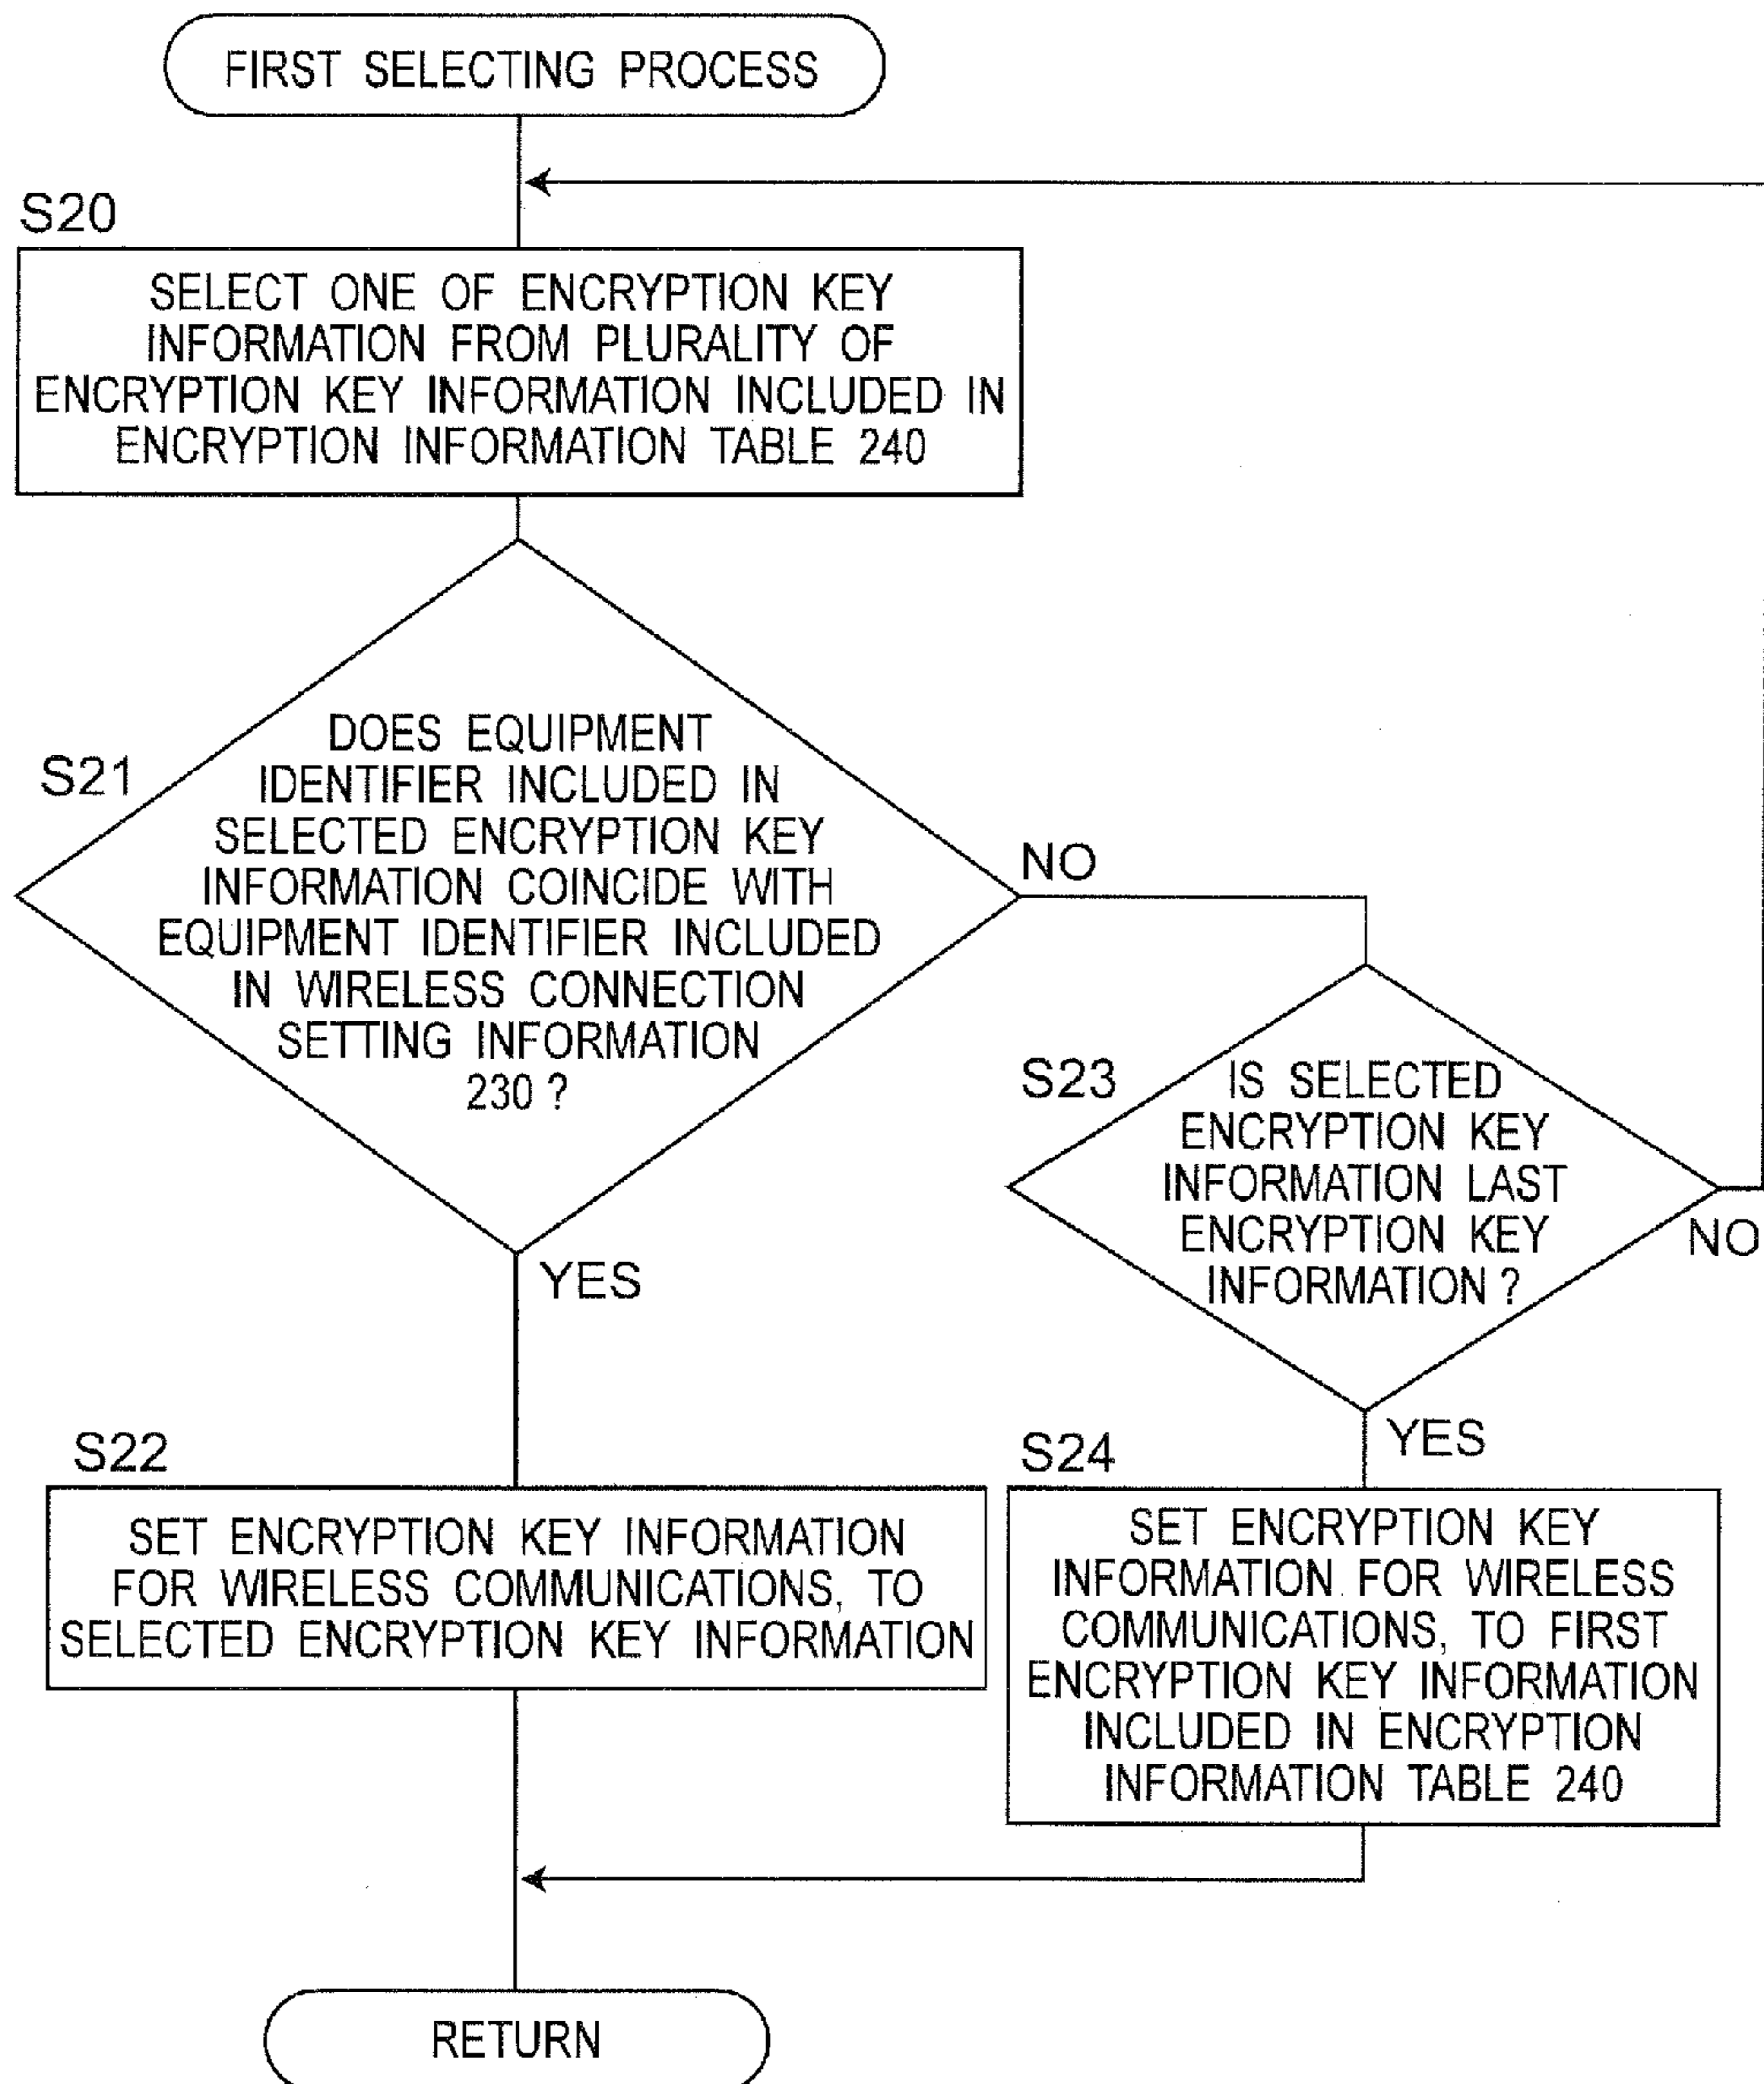 FIRST SELECTING PROCESS
S20
SELECT ONE OF ENCRYPTION KEY
INFORMATION FROM PLURALITY OF
ENCRYPTION KEY INFORMATION INCLUDED IN
ENCRYPTION INFORMATION TABLE 240
S21
DOES EQUIPMENT
IDENTIFIER INCLUDED IN
SELECTED ENCRYPTION KEY
INFORMATION COINCIDE WITH
EQUIPMENT IDENTIFIER INCLUDED
IN WIRELESS CONNECTION
SETTING INFORMATION
230 ?
NO
YES
S23
IS SELECTED
ENCRYPTION KEY
INFORMATION LAST
ENCRYPTION KEY
INFORMATION ?
NO
YES
S22
SET ENCRYPTION KEY INFORMATION
FOR WIRELESS COMMUNICATIONS, TO
SELECTED ENCRYPTION KEY INFORMATION
S24
SET ENCRYPTION KEY
INFORMATION FOR WIRELESS
COMMUNICATIONS, TO FIRST
ENCRYPTION KEY INFORMATION
INCLUDED IN ENCRYPTION
INFORMATION TABLE 240
RETURN